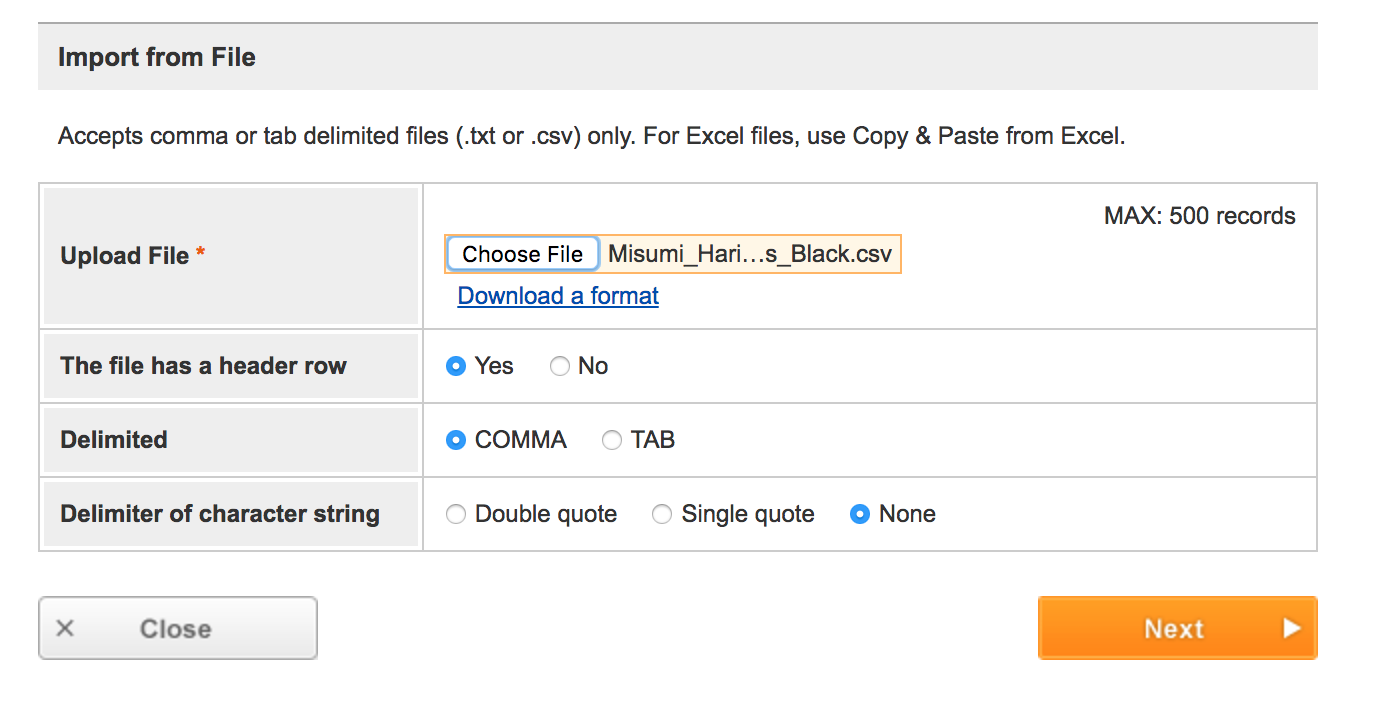 Import from File
Accepts comma or tab delimited files (.txt or .csv) only. For Excel files, use Copy & Paste from Excel.
MAX: 500 records
Upload File *
Choose File Misumi_Hari...s_Black.csv
Download a format
The file has a header row
Yes No
Delimited
COMMA TAB
Delimiter of character string
Double quote Single quote None
Close
Next